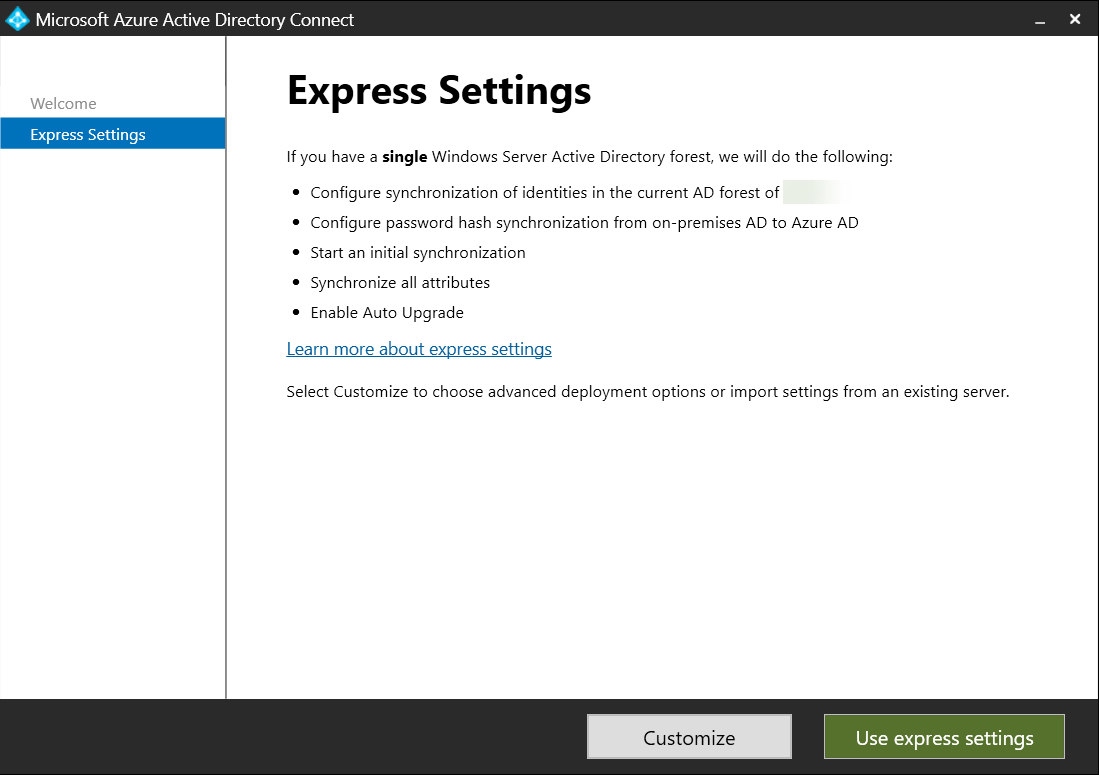 Microsoft Azure Active Directory Connect
Welcome
Express Settings
Express Settings
If you have a single Windows Server Active Directory forest, we will do the following:
• Configure synchronization of identities in the current AD forest of
• Configure password hash synchronization from on-premises AD to Azure AD
• Start an initial synchronization
• Synchronize all attributes
• Enable Auto Upgrade
Learn more about express settings
Select Customize to choose advanced deployment options or import settings from an existing server.
Customize
Use express settings